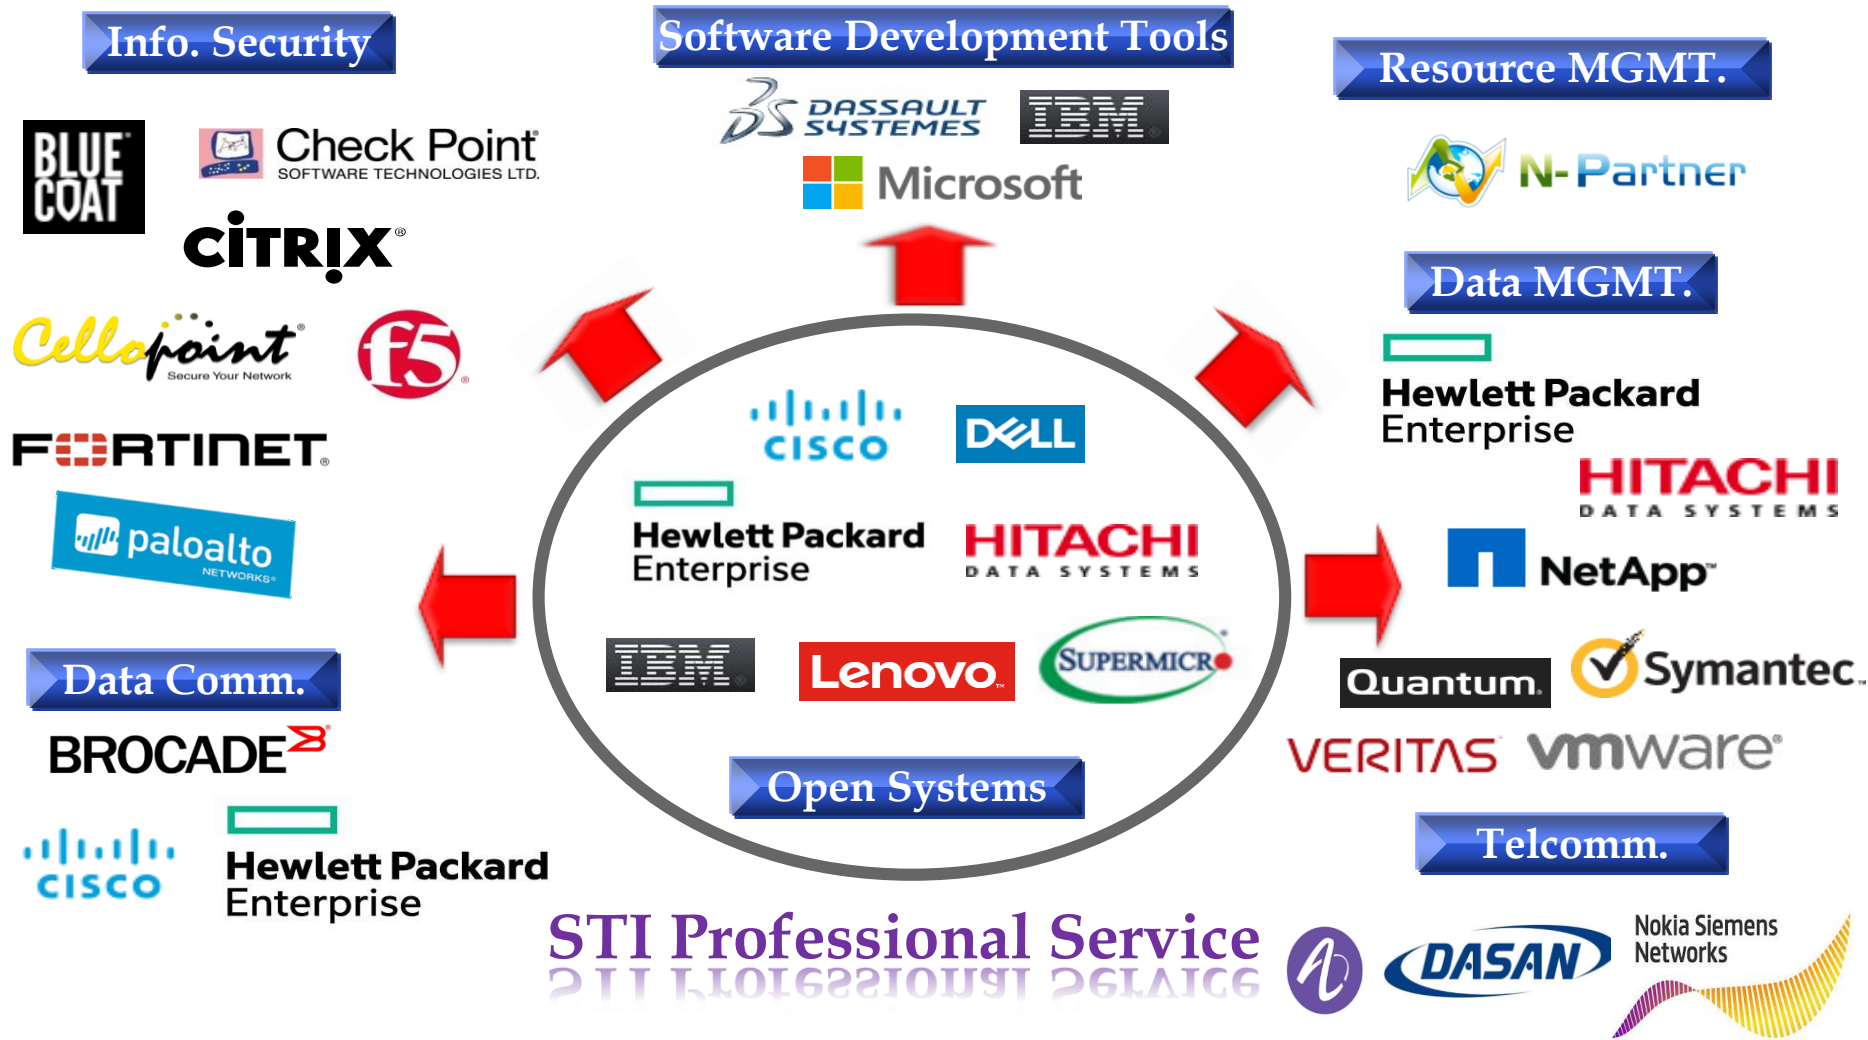 Info. Security
BLUE
COAT
Check Point
SOFTWARE TECHNOLOGIES LTD.
CiTRIX®
Cellopoint®
Secure Your Network
f5®
FORTINET®
paloalto
NETWORKS®
Data Comm.
BROCADE
CISCO
Hewlett Packard
Enterprise
Software Development Tools
DASSAULT
SYSTEMES
IBM
Microsoft
CISCO
DELL
Hewlett Packard
Enterprise
HITACHI
DATA SYSTEMS
IBM
Lenovo™
SUPERMICRO
Open Systems
STI Professional Service
Resource MGMT.
N-Partner
Data MGMT.
Hewlett Packard
Enterprise
HITACHI
DATA SYSTEMS
NetApp™
Quantum.
Symantec.
VERITAS
vmware®
Telcomm.
DASAN
Nokia Siemens
Networks